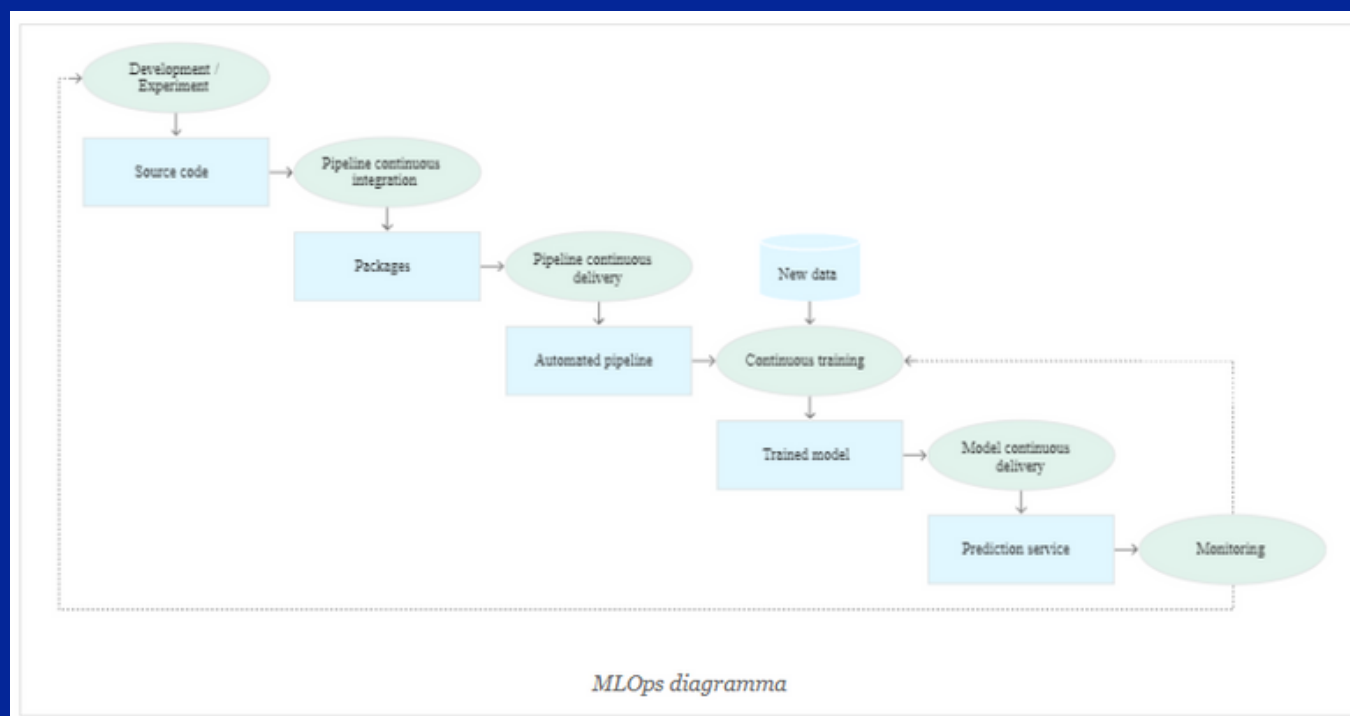 Development /
Experiment
Source code
Pipeline continuous
integration
Packages
Pipeline continuous
delivery
New data
Automated pipeline
Continuous training
Trained model
Model continuous
delivery
Prediction service
Monitoring
MLOps diagramma